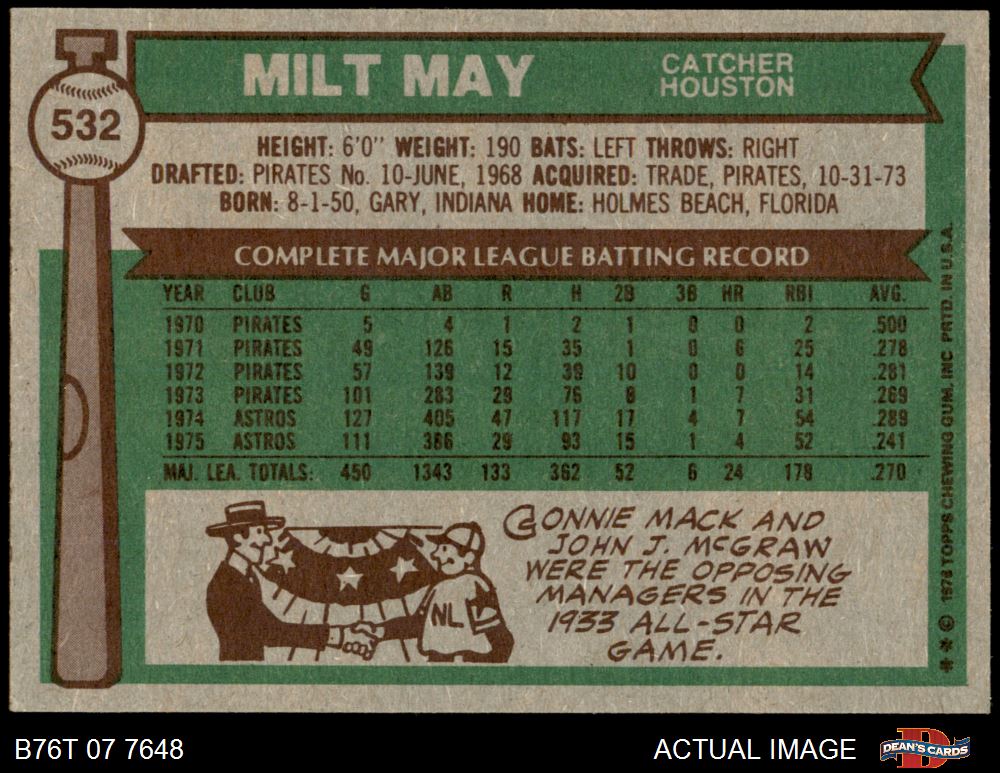 532
MILT MAY
CATCHER
HOUSTON
HEIGHT: 6'0" WEIGHT: 190 BATS: LEFT THROWS: RIGHT
DRAFTED: PIRATES No. 10-JUNE, 1968 ACQUIRED: TRADE, PIRATES, 10-31-73
BORN: 8-1-50, GARY, INDIANA HOME: HOLMES BEACH, FLORIDA
COMPLETE MAJOR LEAGUE BATTING RECORD
YEAR CLUB G AB R H 2B 3B HR RBI AVG.
1970 PIRATES 5 4 1 2 1 0 0 2 .500
1971 PIRATES 49 126 15 35 1 0 6 25 .278
1972 PIRATES 57 139 12 39 10 0 0 14 .281
1973 PIRATES 101 283 29 76 8 1 7 31 .269
1974 ASTROS 127 405 47 117 17 4 7 54 .289
1975 ASTROS 111 386 29 93 15 1 4 52 .241
MAJ. LEA. TOTALS: 450 1343 133 362 52 6 24 178 .270
NL
CONNIE MACK AND
JOHN J. McGRAW
WERE THE OPPOSING
MANAGERS IN THE
1933 ALL-STAR
GAME.
** © 1976 TOPPS CHEWING GUM, INC PRTD. IN U.S.A.
B76T 07 7648
ACTUAL IMAGE
D
DEAN'S CARDS